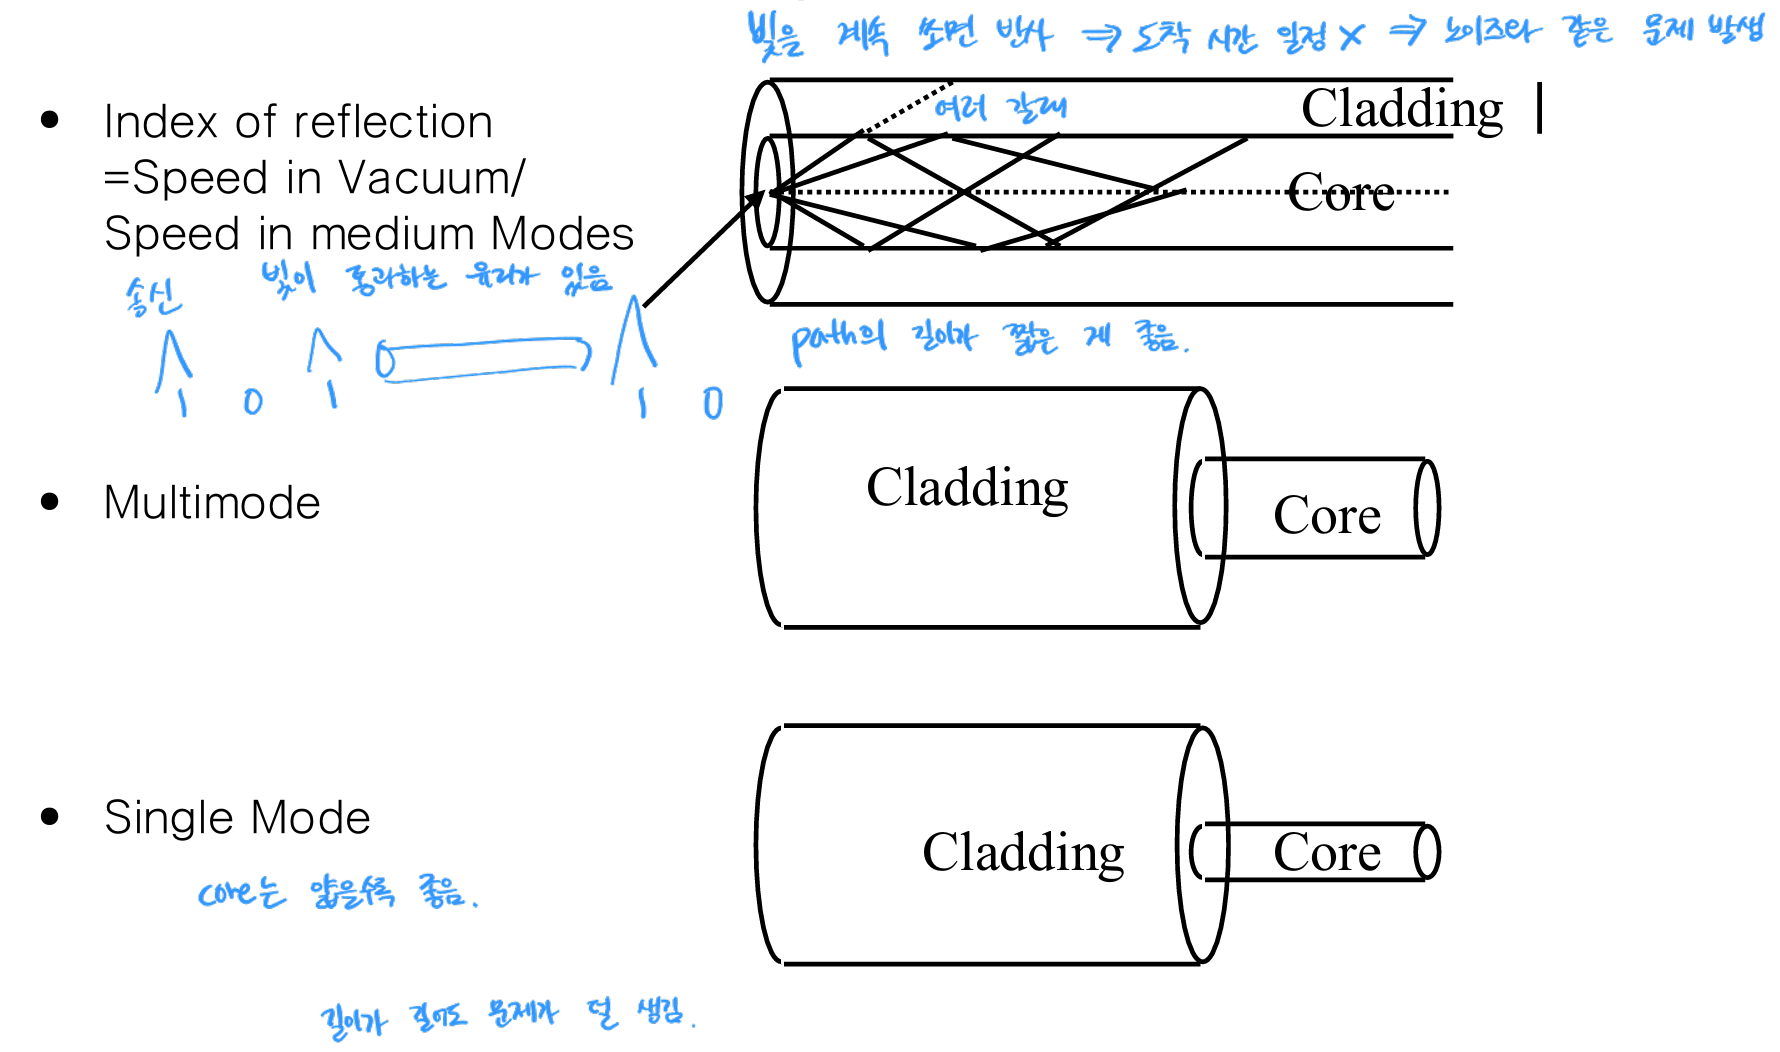 빛을 계속 쏘면 반사 ⇒ 도착 시간 일정 X ⇒ 노이즈와 같은 문제 발생
• Index of reflection
=Speed in Vacuum/
Speed in medium Modes
여러 갈래
Cladding |
Core
송신
빛이 통과하는 유리가 있음
1 0 1 1 0
path의 길이가 짧은 게 좋음.
Cladding
Core
• Multimode
• Single Mode
Cladding
Core
core는 얇을수록 좋음.
길이가 길어도 문제가 덜 생김.